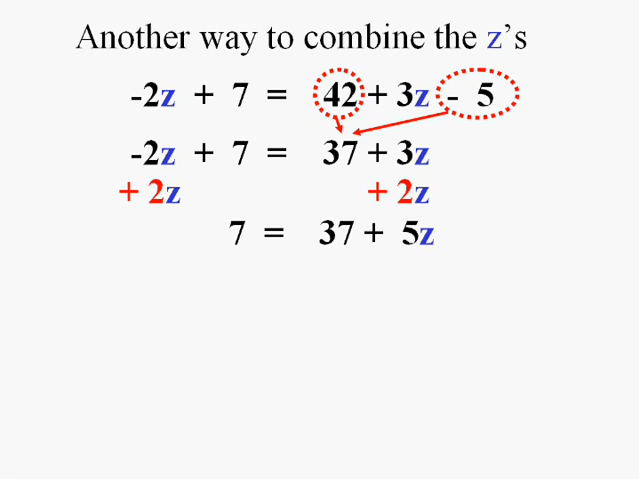 Another way to combine the z's
-2z + 7 = 42 + 3z - 5
-2z + 7 = 37 + 3z
+ 2z + 2z
7 = 37 + 5z